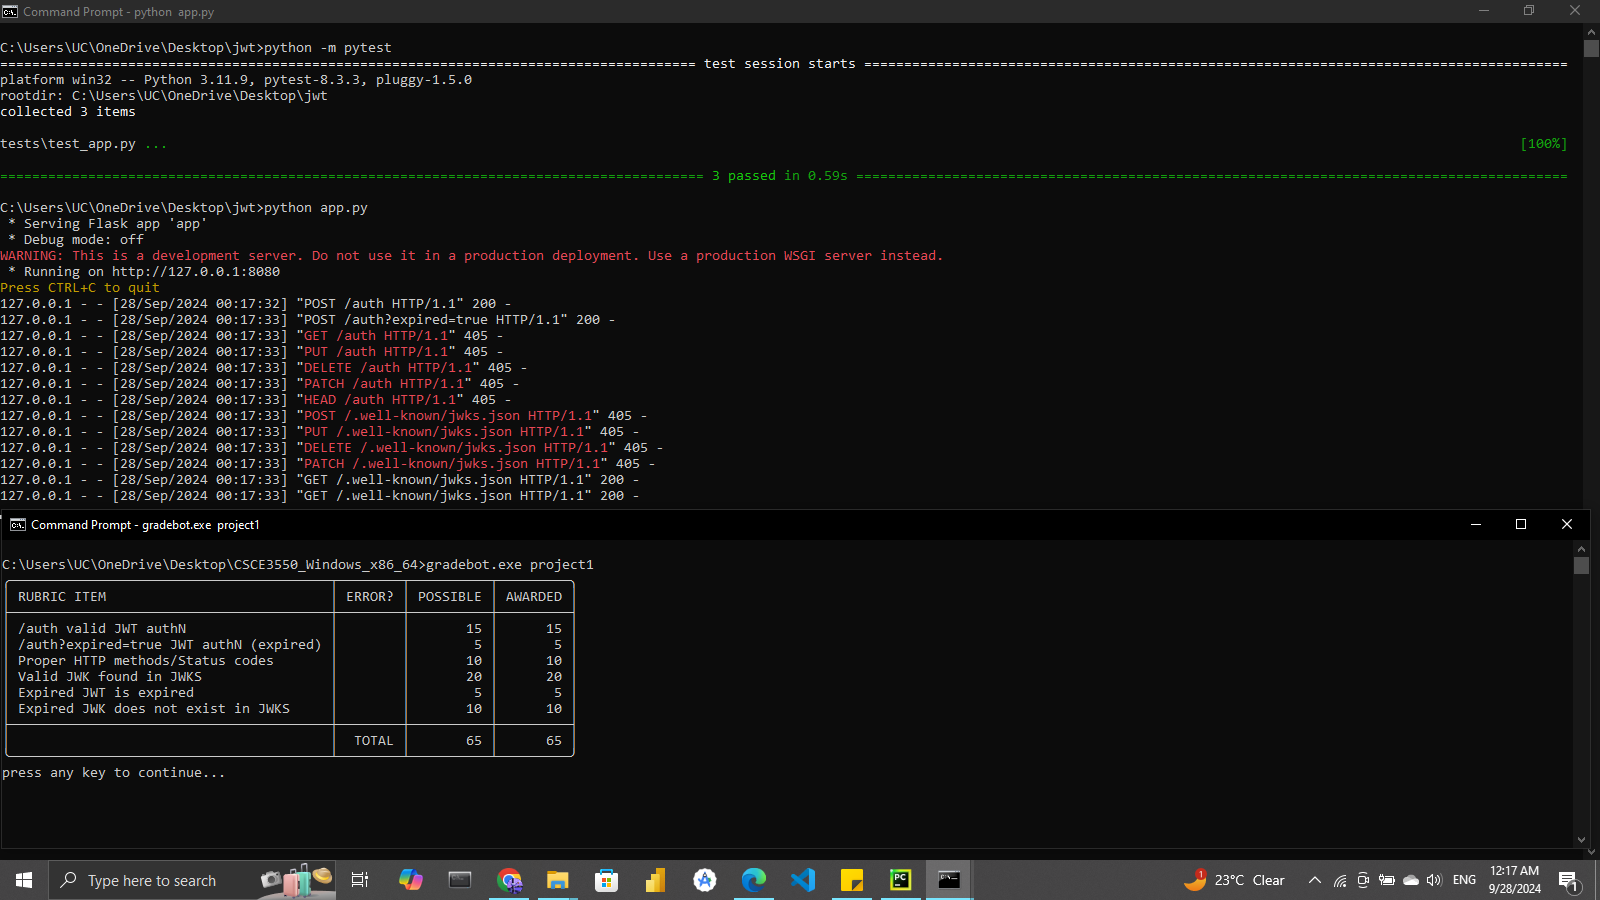 Command Prompt - python  app.py
C:\Users\UC\OneDrive\Desktop\jwt>python -m pytest
======================================================================================= test session starts ========================================================================================
platform win32 -- Python 3.11.9, pytest-8.3.3, pluggy-1.5.0
rootdir: C:\Users\UC\OneDrive\Desktop\jwt
collected 3 items
tests\test_app.py ... [100%]
======================================================================================== 3 passed in 0.59s =========================================================================================
C:\Users\UC\OneDrive\Desktop\jwt>python app.py
 * Serving Flask app 'app'
 * Debug mode: off
WARNING: This is a development server. Do not use it in a production deployment. Use a production WSGI server instead.
 * Running on http://127.0.0.1:8080
Press CTRL+C to quit
127.0.0.1 - - [28/Sep/2024 00:17:32] "POST /auth HTTP/1.1" 200 -
127.0.0.1 - - [28/Sep/2024 00:17:33] "POST /auth?expired=true HTTP/1.1" 200 -
127.0.0.1 - - [28/Sep/2024 00:17:33] "GET /auth HTTP/1.1" 405 -
127.0.0.1 - - [28/Sep/2024 00:17:33] "PUT /auth HTTP/1.1" 405 -
127.0.0.1 - - [28/Sep/2024 00:17:33] "DELETE /auth HTTP/1.1" 405 -
127.0.0.1 - - [28/Sep/2024 00:17:33] "PATCH /auth HTTP/1.1" 405 -
127.0.0.1 - - [28/Sep/2024 00:17:33] "HEAD /auth HTTP/1.1" 405 -
127.0.0.1 - - [28/Sep/2024 00:17:33] "POST /.well-known/jwks.json HTTP/1.1" 405 -
127.0.0.1 - - [28/Sep/2024 00:17:33] "PUT /.well-known/jwks.json HTTP/1.1" 405 -
127.0.0.1 - - [28/Sep/2024 00:17:33] "DELETE /.well-known/jwks.json HTTP/1.1" 405 -
127.0.0.1 - - [28/Sep/2024 00:17:33] "PATCH /.well-known/jwks.json HTTP/1.1" 405 -
127.0.0.1 - - [28/Sep/2024 00:17:33] "GET /.well-known/jwks.json HTTP/1.1" 200 -
127.0.0.1 - - [28/Sep/2024 00:17:33] "GET /.well-known/jwks.json HTTP/1.1" 200 -
Command Prompt - gradebot.exe  project1
C:\Users\UC\OneDrive\Desktop\CSCE3550_Windows_x86_64>gradebot.exe project1
RUBRIC ITEM ERROR? POSSIBLE AWARDED
/auth valid JWT authN 15 15
/auth?expired=true JWT authN (expired) 5 5
Proper HTTP methods/Status codes 10 10
Valid JWK found in JWKS 20 20
Expired JWT is expired 5 5
Expired JWK does not exist in JWKS 10 10
TOTAL 65 65
press any key to continue...
Type here to search
1
23°C Clear
ENG
12:17 AM
9/28/2024
1